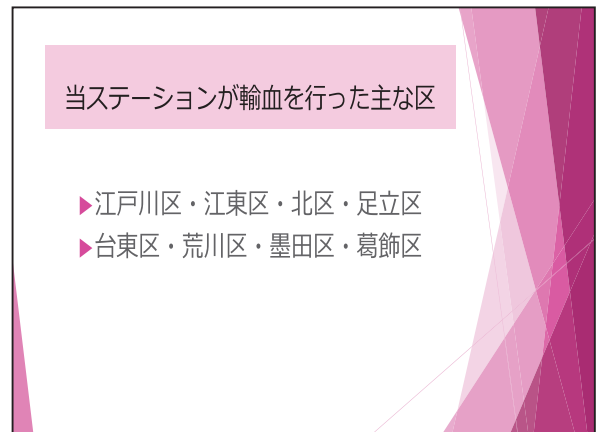 当ステーションが輸血を行った主な区
江戸川区・江東区・北区・足立区
台東区・荒川区・墨田区・葛飾区